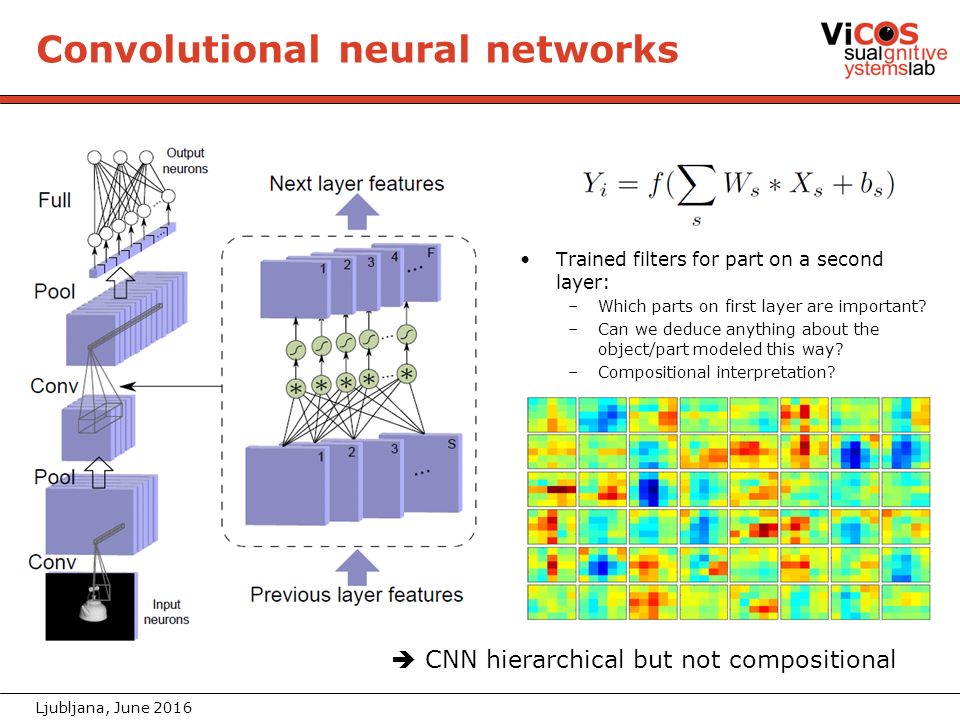 Convolutional neural networks
ViCOS
sualgnitive
ystemslab
Output
neurons
Full
Pool
Conv
Pool
Conv
Input
neurons
Next layer features
1 2 3 4 ... F
1 2 3 ... S
Previous layer features
Y_i = f(∑_s W_s * X_s + b_s)
• Trained filters for part on a second
layer:
– Which parts on first layer are important?
– Can we deduce anything about the
object/part modeled this way?
– Compositional interpretation?
➔ CNN hierarchical but not compositional
Ljubljana, June 2016